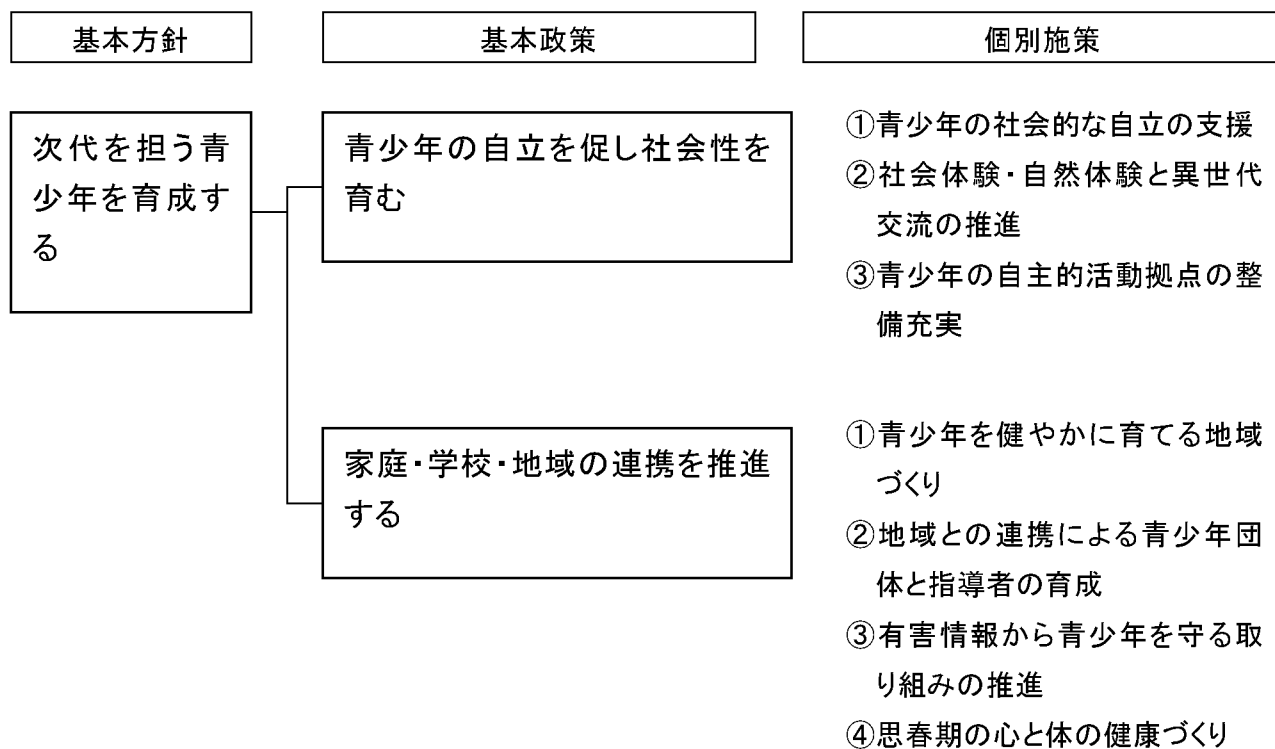 基本方針
基本政策
個別施策
次代を担う青
少年を育成す
る
青少年の自立を促し社会性を
育む
①青少年の社会的な自立の支援
②社会体験・自然体験と異世代
交流の推進
③青少年の自主的活動拠点の整
備充実
家庭・学校・地域の連携を推進
する
①青少年を健やかに育てる地域
づくり
②地域との連携による青少年団
体と指導者の育成
③有害情報から青少年を守る取
り組みの推進
④思春期の心と体の健康づくり